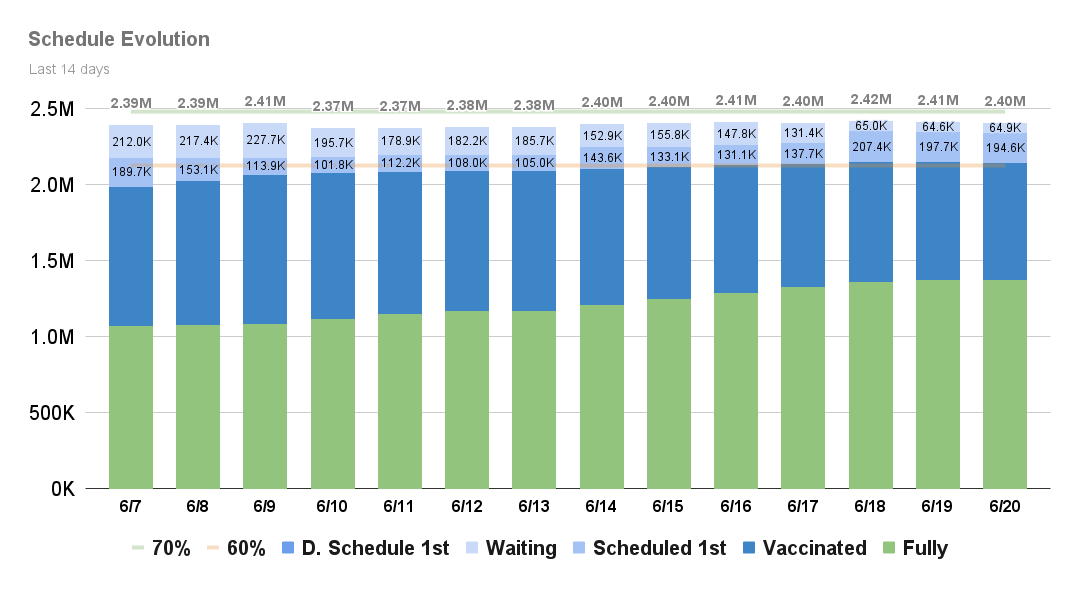 Schedule Evolution
Last 14 days
2.39M 2.39M 2.41M 2.37M 2.37M 2.38M 2.38M 2.40M 2.40M 2.41M 2.40M 2.42M 2.41M 2.40M
2.5M
212.0K 217.4K 227.7K 195.7K 178.9K 182.2K 185.7K 152.9K 155.8K 147.8K 131.4K 65.0K 64.6K 64.9K
189.7K 153.1K 113.9K 101.8K 112.2K 108.0K 105.0K 143.6K 133.1K 131.1K 137.7K 207.4K 197.7K 194.6K
2.0M
1.5M
1.0M
500K
0K
6/7 6/8 6/9 6/10 6/11 6/12 6/13 6/14 6/15 6/16 6/17 6/18 6/19 6/20
70% 60% D. Schedule 1st Waiting Scheduled 1st Vaccinated Fully